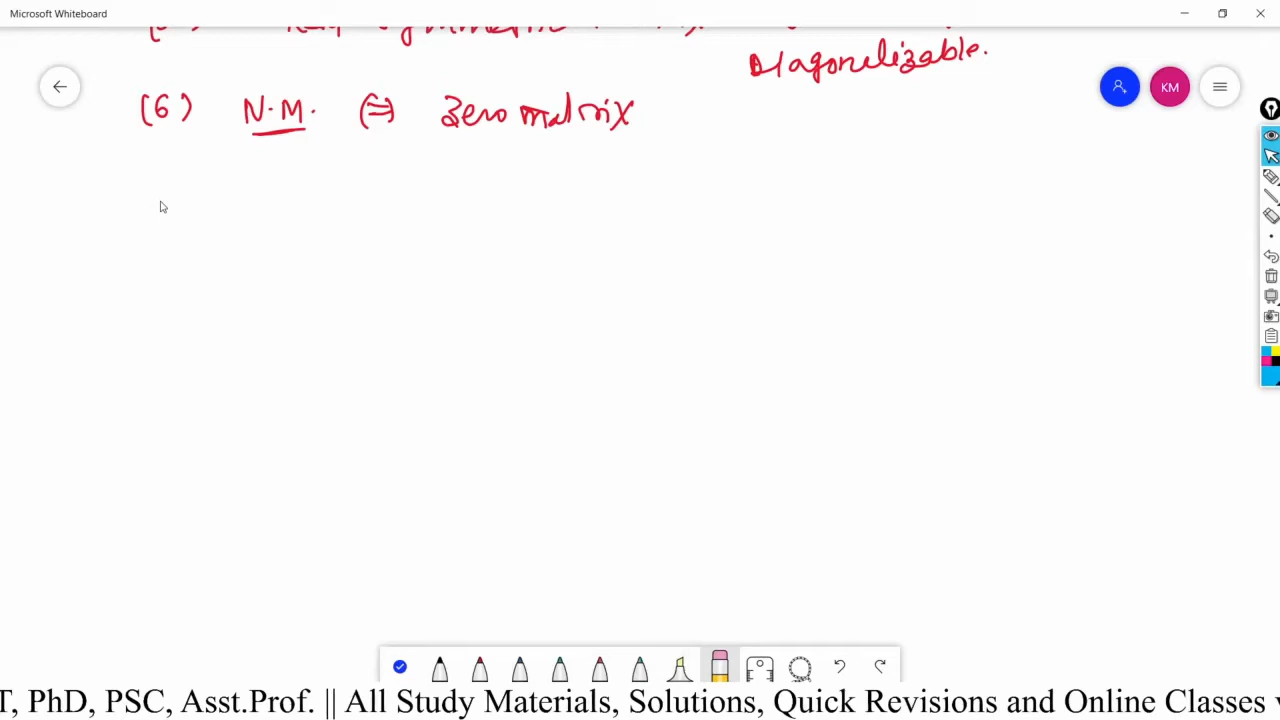 Microsoft Whiteboard
Diagonelizable.
KM
(6) N.M. ⇔ Zero matrix
T, PhD, PSC, Asst.Prof. || All Study Materials, Solutions, Quick Revisions and Online Classes